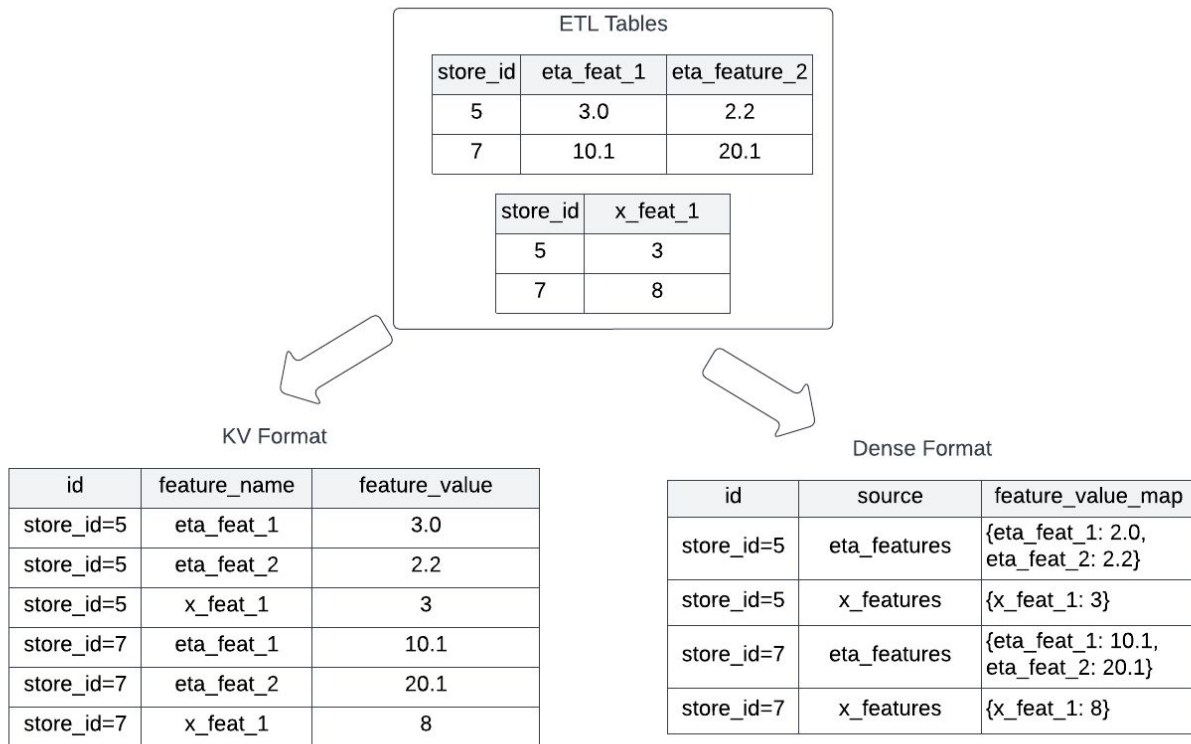 ETL Tables
store_id eta_feat_1 eta_feature_2
5 3.0 2.2
7 10.1 20.1
store_id x_feat_1
5 3
7 8
KV Format
id feature_name feature_value
store_id=5 eta_feat_1 3.0
store_id=5 eta_feat_2 2.2
store_id=5 x_feat_1 3
store_id=7 eta_feat_1 10.1
store_id=7 eta_feat_2 20.1
store_id=7 x_feat_1 8
Dense Format
id source feature_value_map
store_id=5 eta_features {eta_feat_1: 2.0,
eta_feat_2: 2.2}
store_id=5 x_features {x_feat_1: 3}
store_id=7 eta_features {eta_feat_1: 10.1,
eta_feat_2: 20.1}
store_id=7 x_features {x_feat_1: 8}